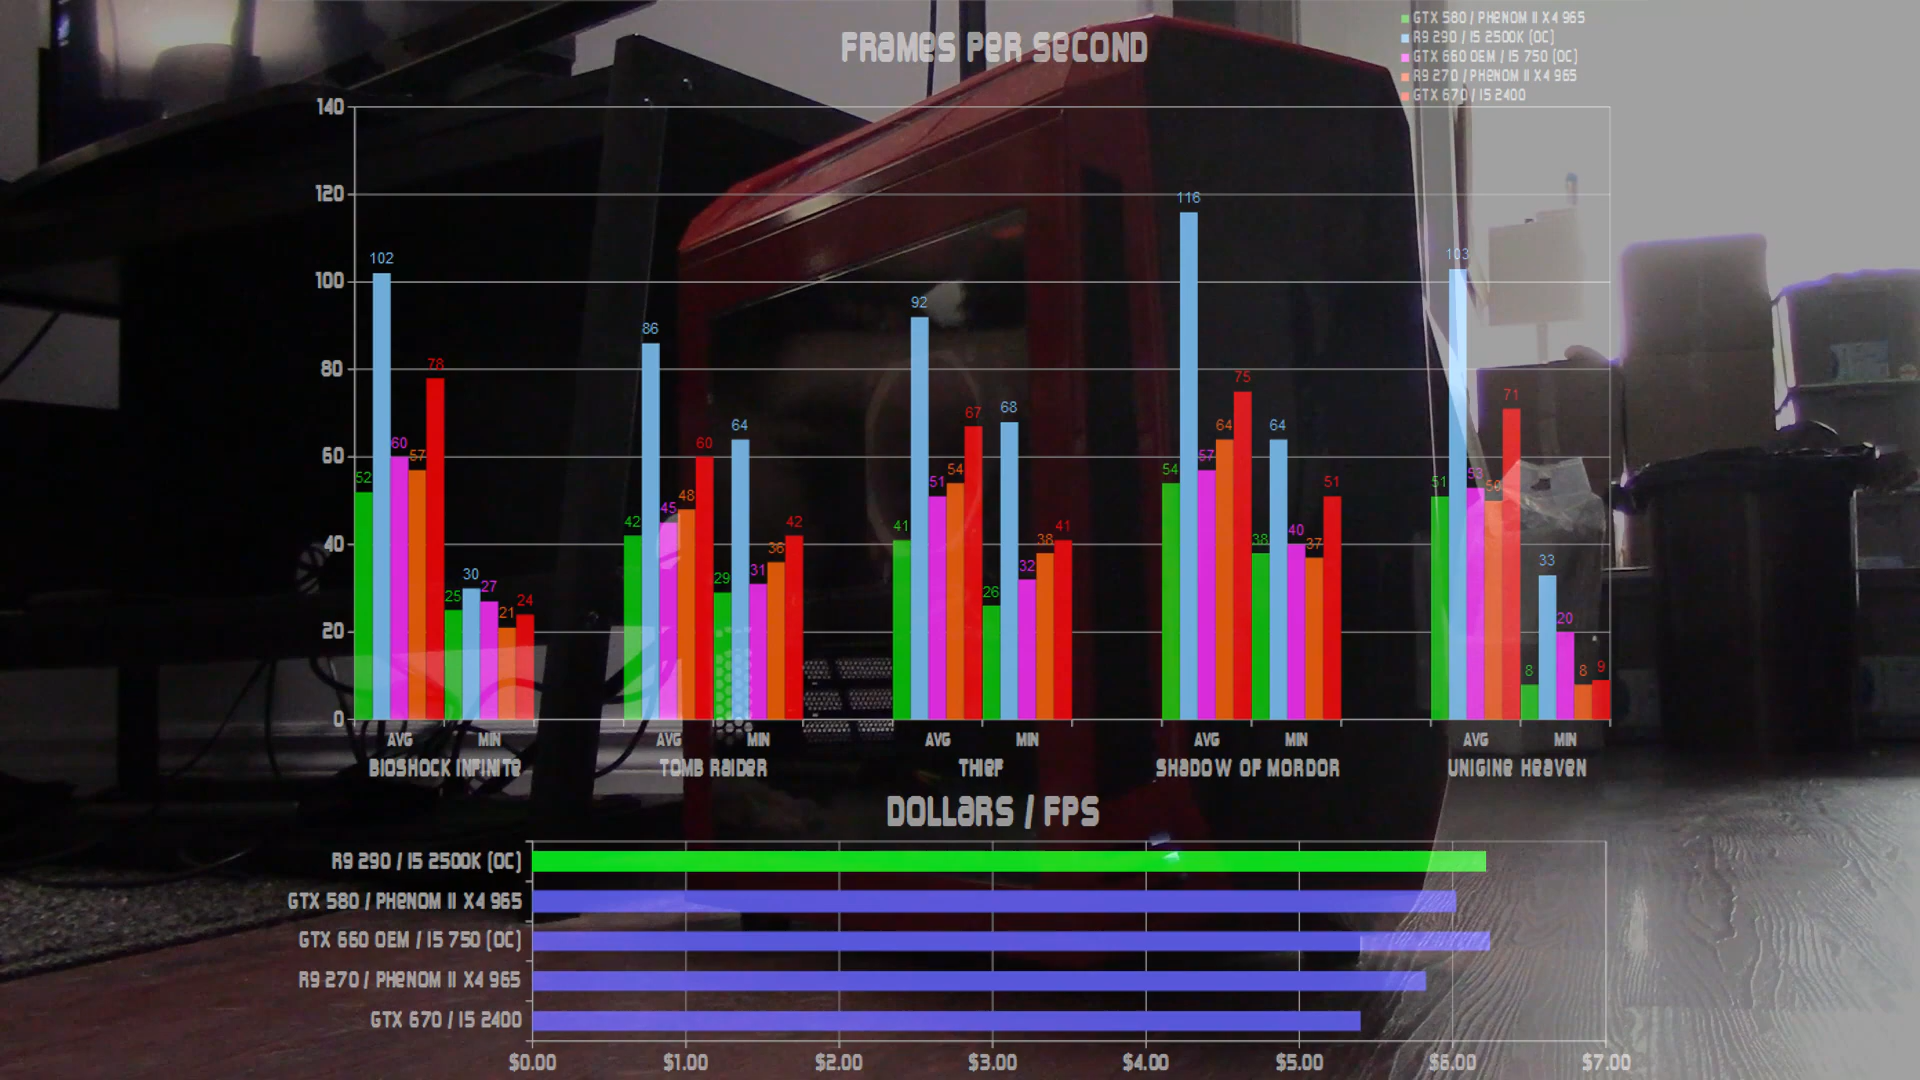 FRAMES PER SECOND
GTX 580 / PHENOM II X4 965
R9 290 / I5 2500K (OC)
GTX 660 OEM / I5 750 (OC)
R9 270 / PHENOM II X4 965
GTX 670 / I5 2400
140
120
100
80
60
40
20
0
52 102 60 57 78 25 30 27 21 24
42 86 45 48 60 29 64 31 36 42
41 92 51 54 67 26 68 32 38 41
54 116 57 64 75 38 64 40 37 51
51 103 53 50 71 8 33 20 8 9
AVG MIN AVG MIN AVG MIN AVG MIN AVG MIN
BIOSHOCK INFINITE TOMB RAIDER THIEF SHADOW OF MORDOR UNIGINE HEAVEN
DOLLARS / FPS
R9 290 / I5 2500K (OC)
GTX 580 / PHENOM II X4 965
GTX 660 OEM / I5 750 (OC)
R9 270 / PHENOM II X4 965
GTX 670 / I5 2400
$0.00 $1.00 $2.00 $3.00 $4.00 $5.00 $6.00 $7.00